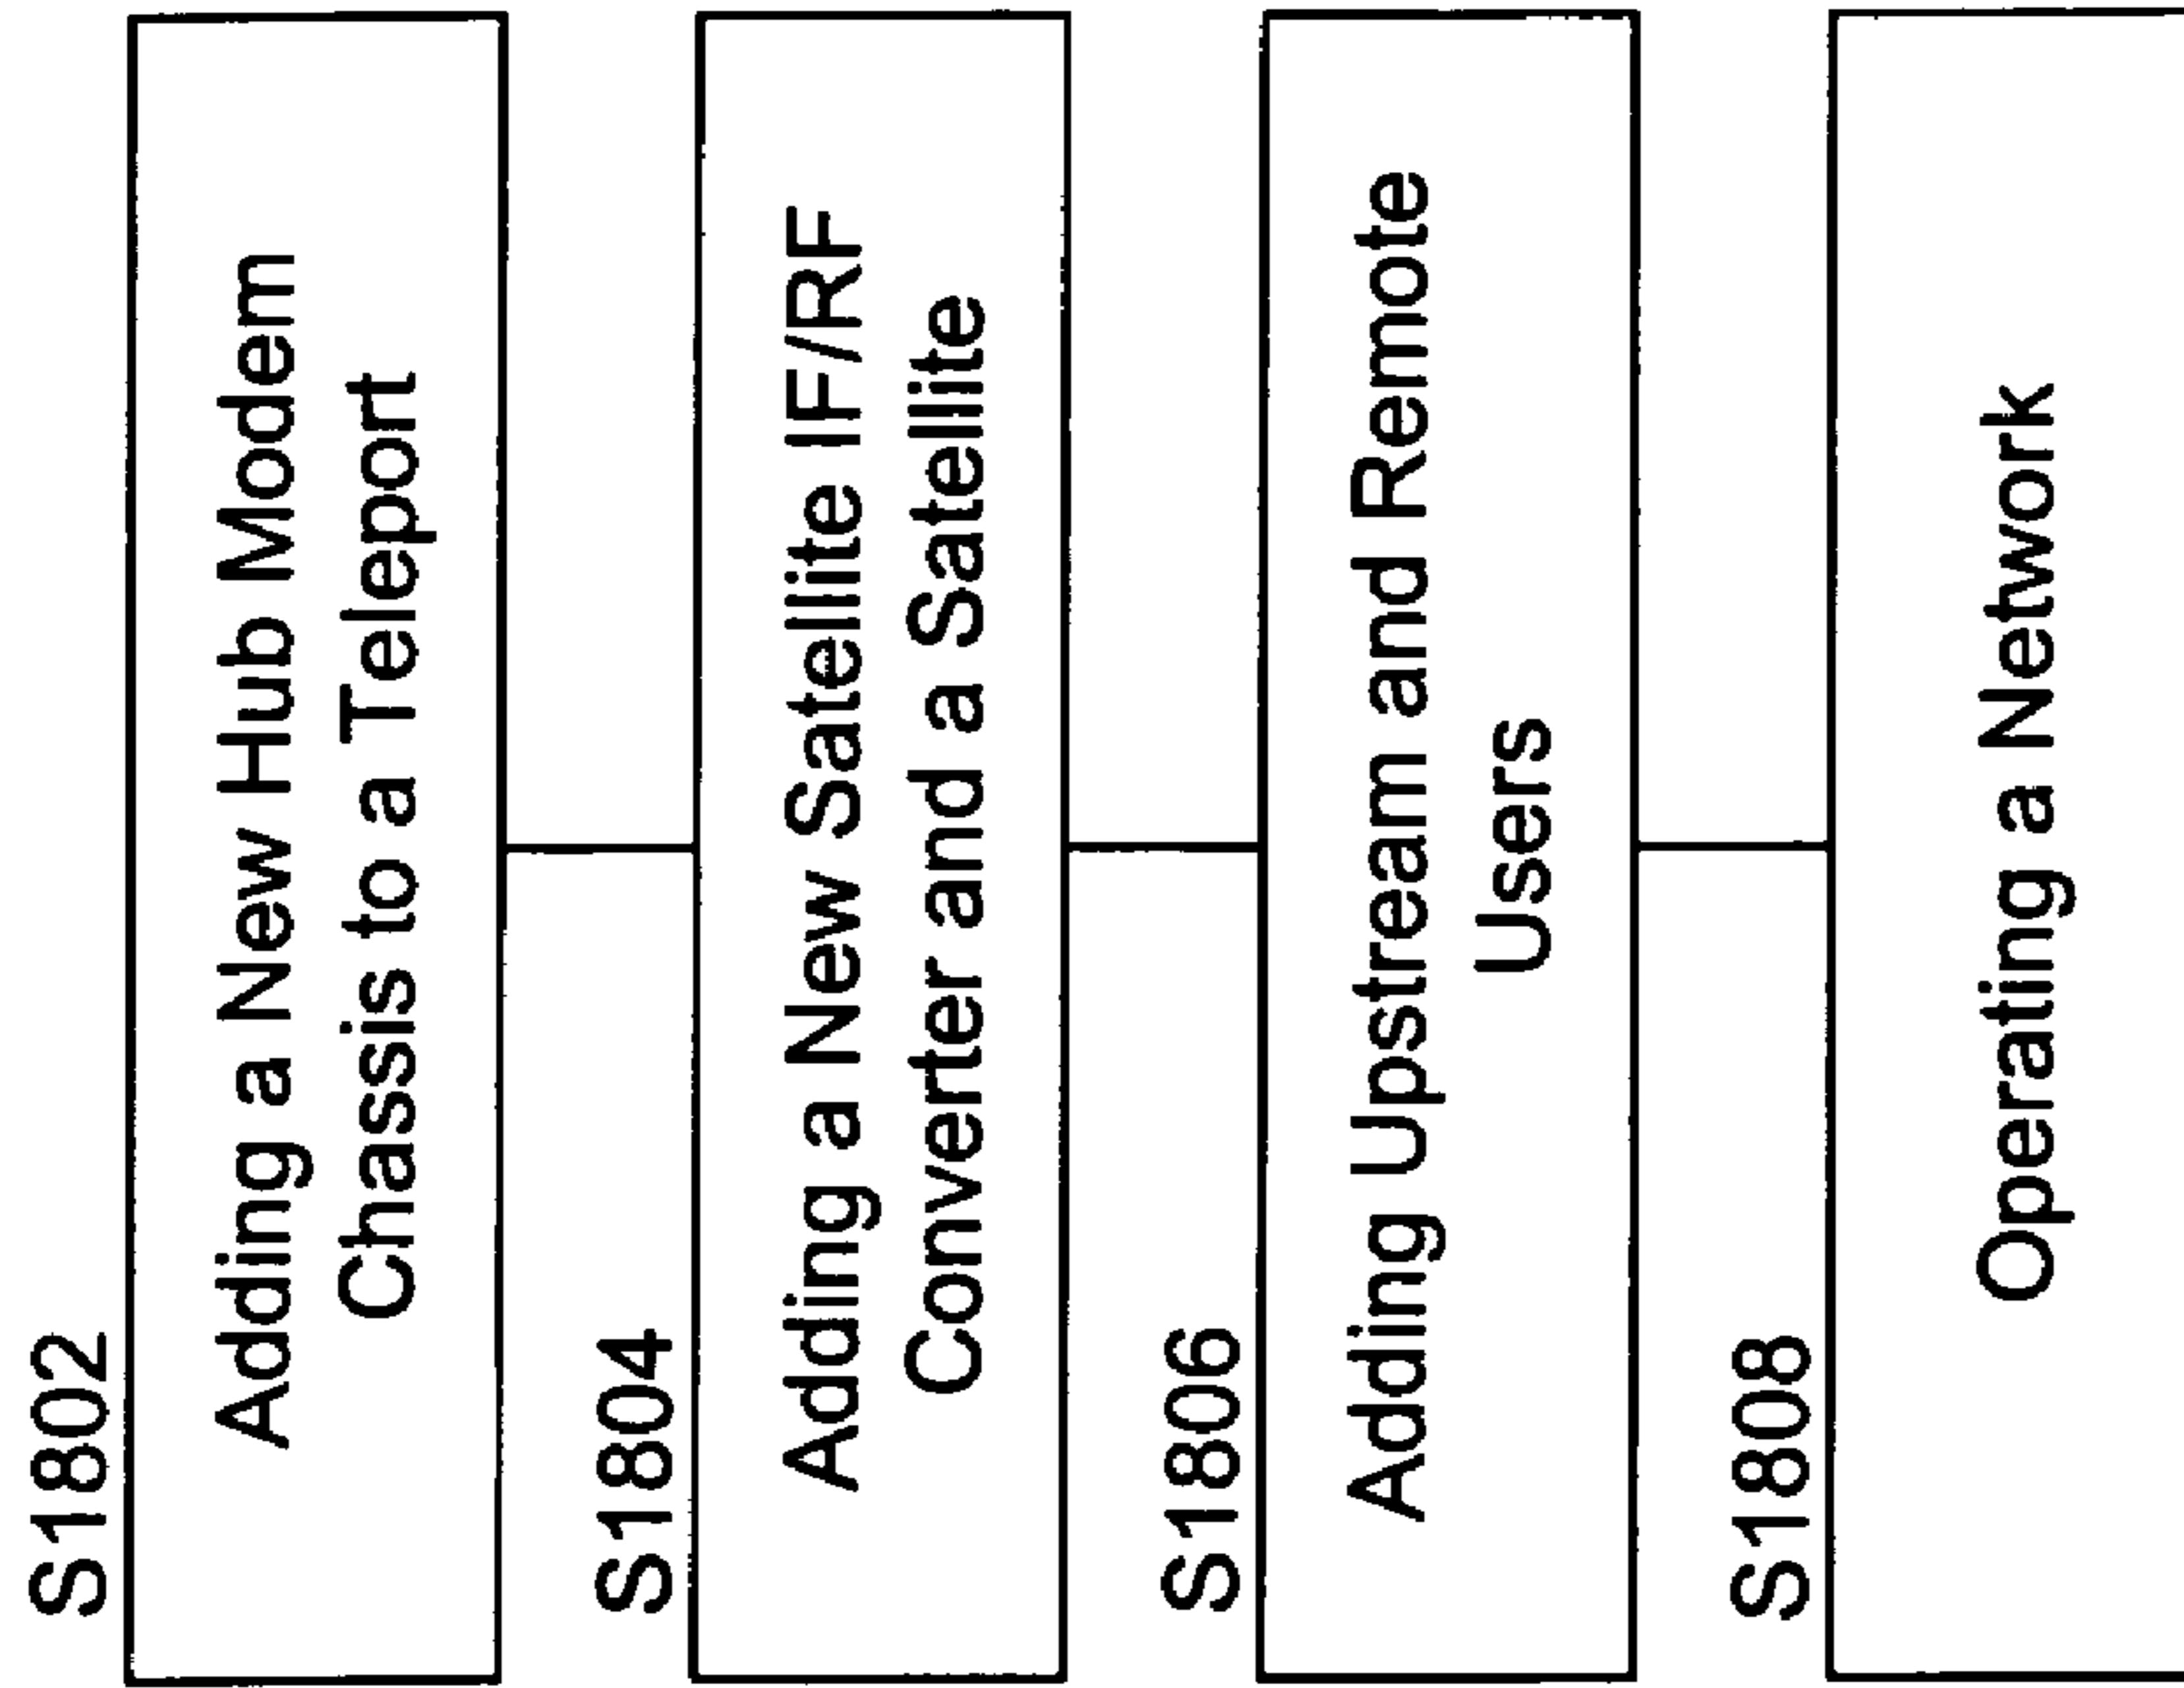 S1802
Adding a New Hub Modem
Chassis to a Teleport
S1804
Adding a New Satellite IF/RF
Converter and a Satellite
S1806
Adding Upstream and Remote
Users
S1808
Operating a Network